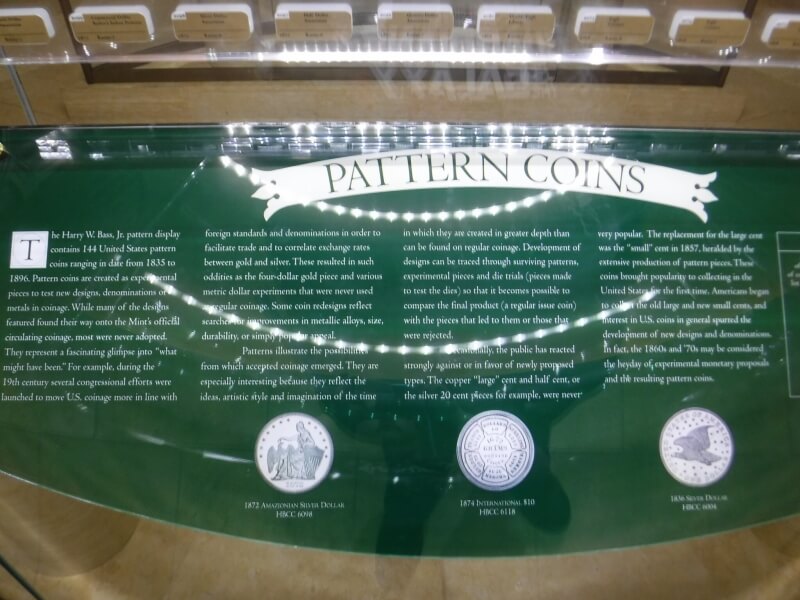 PATTERN COINS
The Harry W. Bass, Jr. pattern display
contains 144 United States pattern
coins ranging in date from 1835 to
1896. Pattern coins are created as experimental
pieces to test new designs, denominations or
metals in coinage. While many of the designs
featured found their way onto the Mint's official
circulating coinage, most were never adopted.
They represent a fascinating glimpse into "what
might have been." For example, during the
19th century several congressional efforts were
launched to move U.S. coinage more in line with
foreign standards and denominations in order to
facilitate trade and to correlate exchange rates
between gold and silver. These resulted in such
oddities as the four-dollar gold piece and various
metric dollar experiments that were never used
as regular coinage. Some coin redesigns reflect
searches for improvements in metallic alloys, size,
durability, or simply popular appeal.
Patterns illustrate the possibilities
from which accepted coinage emerged. They are
especially interesting because they reflect the
ideas, artistic style and imagination of the time
in which they are created in greater depth than
can be found on regular coinage. Development of
designs can be traced through surviving patterns,
experimental pieces and die trials (pieces made
to test the dies) so that it becomes possible to
compare the final product (a regular issue coin)
with the pieces that led to them or those that
were rejected.
Occasionally, the public has reacted
strongly against or in favor of newly proposed
types. The copper "large" cent and half cent, or
the silver 20 cent pieces for example, were never
very popular. The replacement for the large cent
was the "small" cent in 1857, heralded by the
extensive production of pattern pieces. These
coins brought popularity to collecting in the
United States for the first time. Americans began
to collect the old large and new small cents, and
interest in U.S. coins in general spurred the
development of new designs and denominations.
In fact, the 1860s and '70s may be considered
the heyday of experimental monetary proposals
and the resulting pattern coins.
1872 Amazonian Silver Dollar
HBCC 6098
1874 International $10
HBCC 6118
1836 Silver Dollar
HBCC 6004